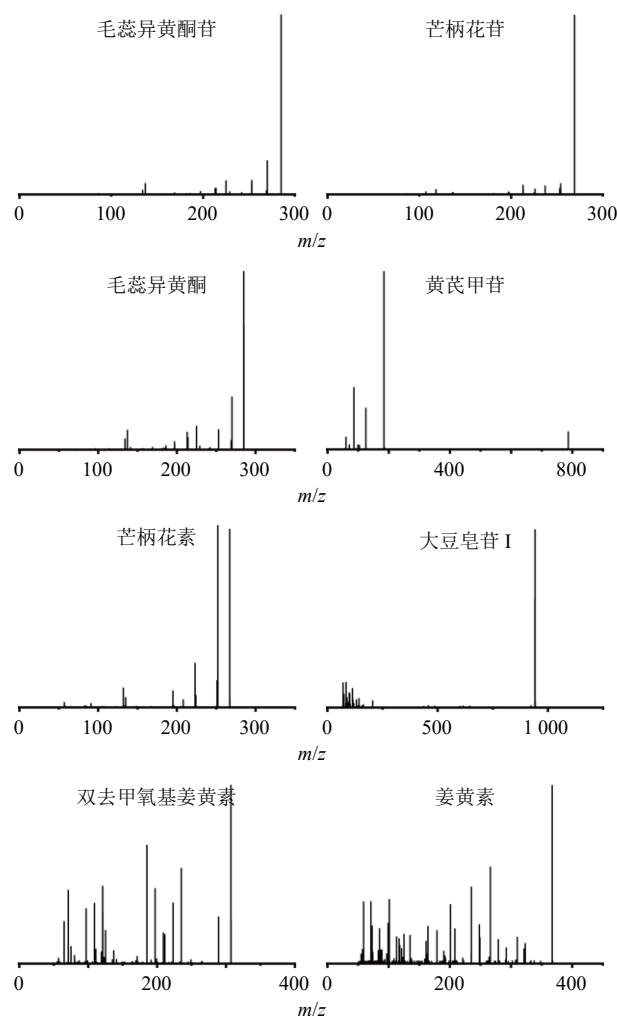 毛蕊异黄酮苷 芒柄花苷
0 100 200 300 0 100 200 300
m/z m/z
毛蕊异黄酮 黄芪甲苷
0 100 200 300 0 400 800
m/z m/z
芒柄花素 大豆皂苷 I
0 100 200 300 0 500 1 000
m/z m/z
双去甲氧基姜黄素 姜黄素
0 200 400 0 200 400
m/z m/z